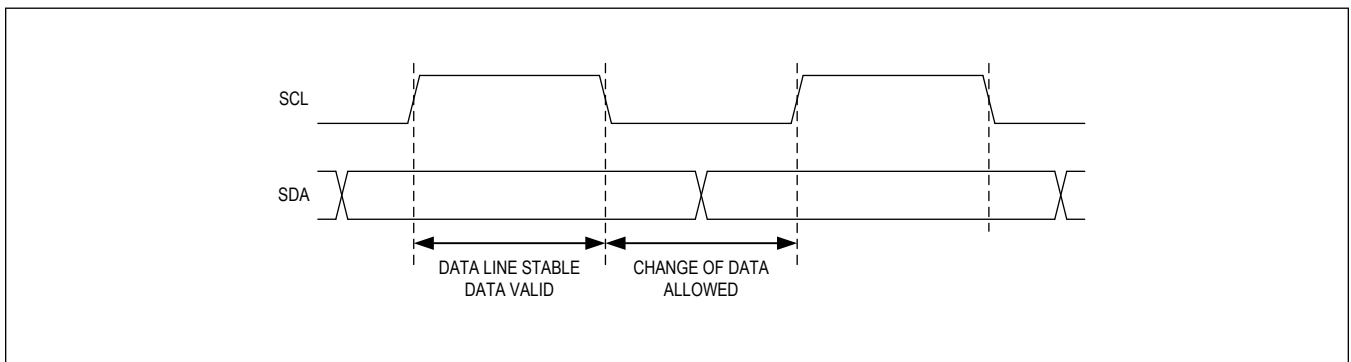 SCL
SDA
DATA LINE STABLE
DATA VALID
CHANGE OF DATA
ALLOWED